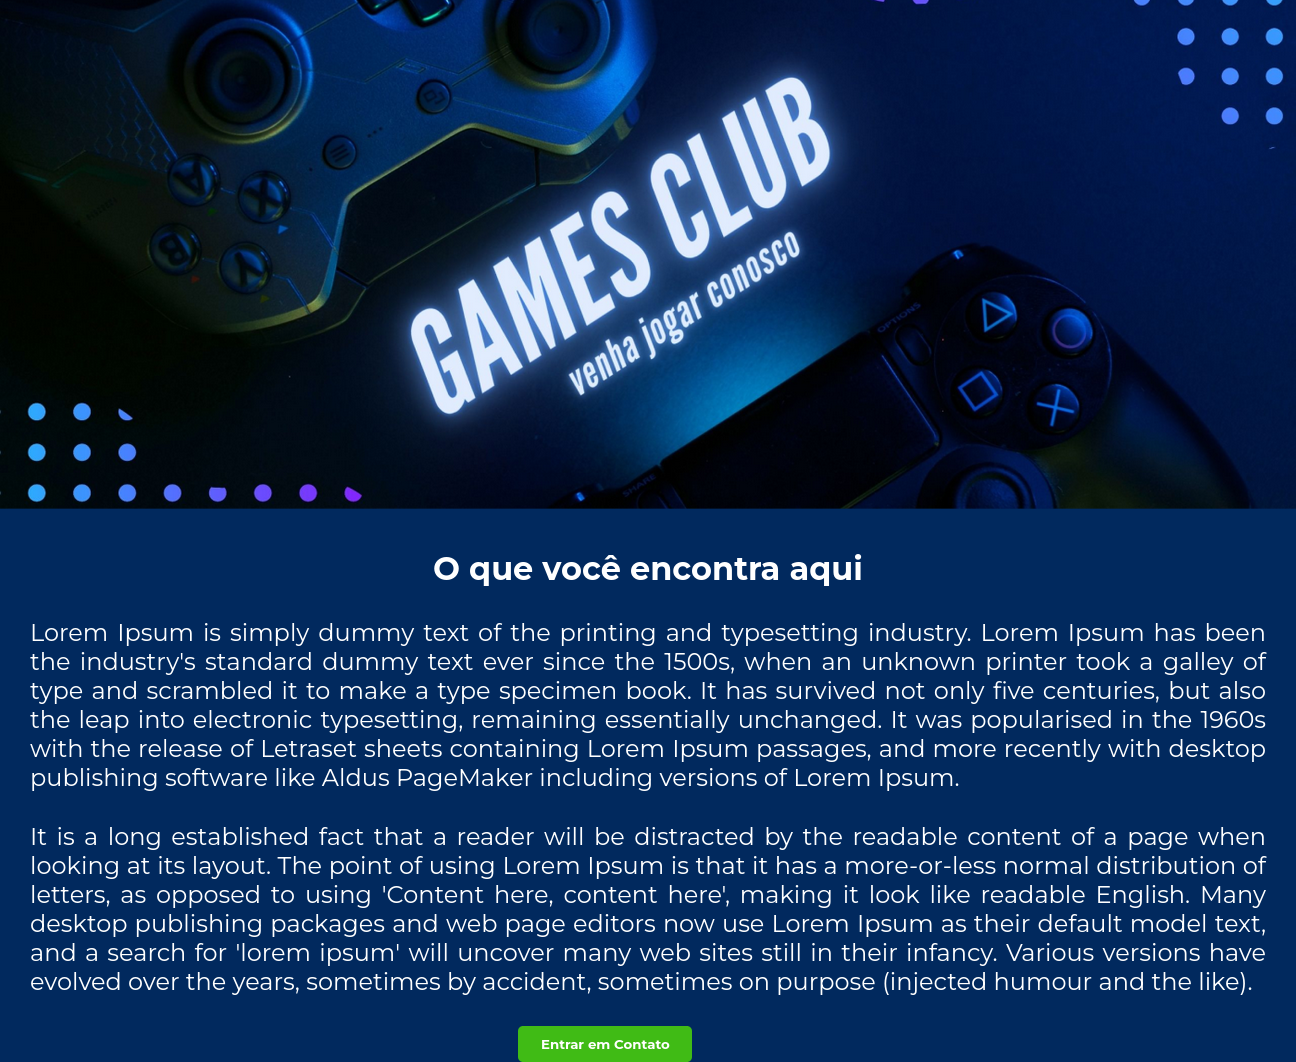 GAMES CLUB
venha jogar conosco
OPTIONS
SHARE
O que você encontra aqui
Lorem Ipsum is simply dummy text of the printing and typesetting industry. Lorem Ipsum has been
the industry's standard dummy text ever since the 1500s, when an unknown printer took a galley of
type and scrambled it to make a type specimen book. It has survived not only five centuries, but also
the leap into electronic typesetting, remaining essentially unchanged. It was popularised in the 1960s
with the release of Letraset sheets containing Lorem Ipsum passages, and more recently with desktop
publishing software like Aldus PageMaker including versions of Lorem Ipsum.
It is a long established fact that a reader will be distracted by the readable content of a page when
looking at its layout. The point of using Lorem Ipsum is that it has a more-or-less normal distribution of
letters, as opposed to using 'Content here, content here', making it look like readable English. Many
desktop publishing packages and web page editors now use Lorem Ipsum as their default model text,
and a search for 'lorem ipsum' will uncover many web sites still in their infancy. Various versions have
evolved over the years, sometimes by accident, sometimes on purpose (injected humour and the like).
Entrar em Contato